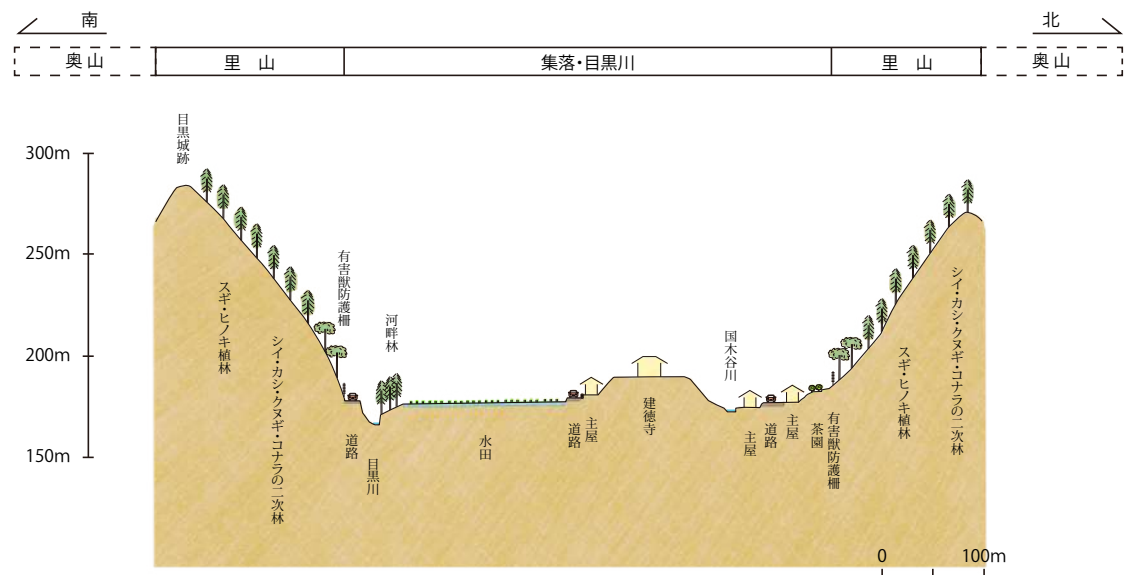 南
北
奥山
里 山
集落・目黒川
里 山
奥山
300m
250m
200m
150m
目黒城跡
スギ・ヒノキ植林
シイ・カシ・クヌギ・コナラの二次林
有害獣防護柵
道路
目黒川
河畔林
水田
道路
主屋
建徳寺
国木谷川
主屋
道路
主屋
茶園
有害獣防護柵
スギ・ヒノキ植林
シイ・カシ・クヌギ・コナラの二次林
0
100m